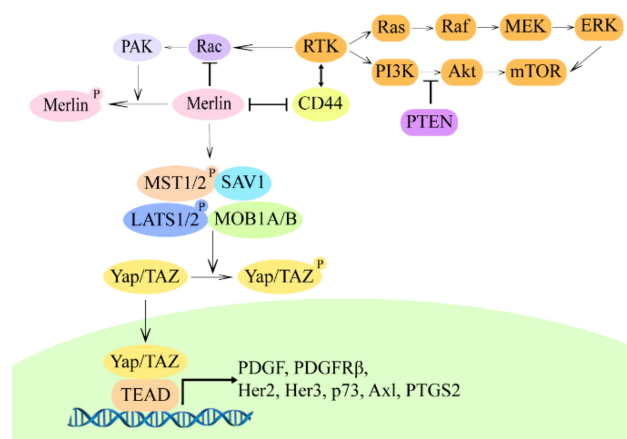 PAK
Rac
RTK
Ras
Raf
MEK
ERK
PI3K
Akt
mTOR
Merlin
P
Merlin
CD44
PTEN
MST1/2
P
SAV1
LATS1/2
P
MOB1A/B
Yap/TAZ
Yap/TAZ
P
Yap/TAZ
TEAD
PDGF, PDGFRβ,
Her2, Her3, p73, Axl, PTGS2